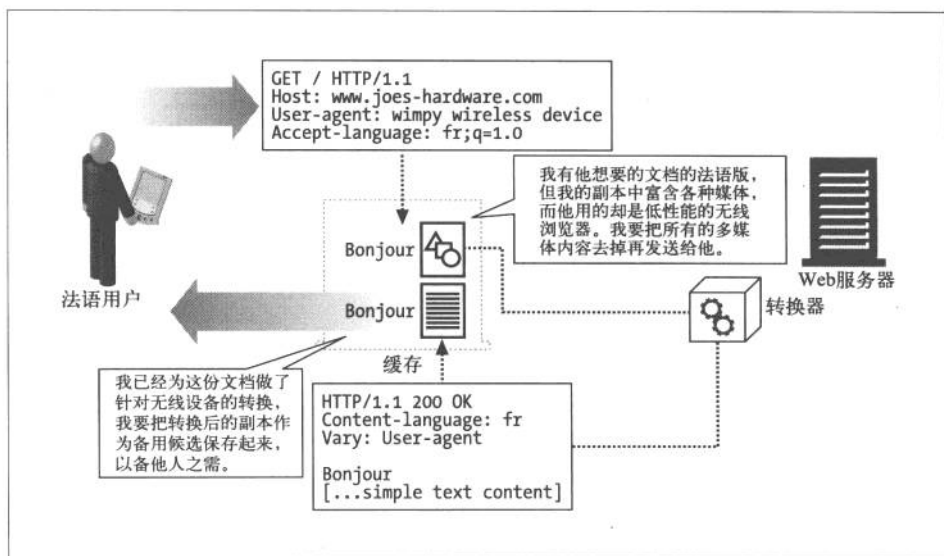 GET / HTTP/1.1
Host: www.joes-hardware.com
User-agent: wimpy wireless device
Accept-language: fr;q=1.0
我有他想要的文档的法语版,
但我的副本中富含各种媒体,
而他用的却是低性能的无线
浏览器。我要把所有的多媒
体内容去掉再发送给他。
Bonjour
Web服务器
法语用户
Bonjour
转换器
缓存
我已经为这份文档做了
针对无线设备的转换,
我要把转换后的副本作
为备用候选保存起来,
以备他人之需。
HTTP/1.1 200 OK
Content-language: fr
Vary: User-agent
Bonjour
[...simple text content]